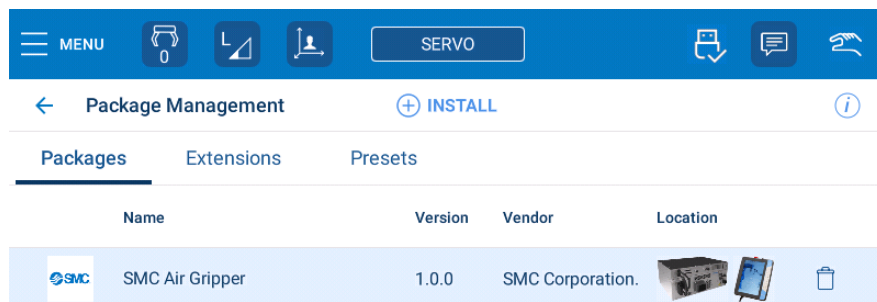 MENU 0 L SERVO
Package Management INSTALL i
Packages Extensions Presets
Name Version Vendor Location
SMC SMC Air Gripper 1.0.0 SMC Corporation.